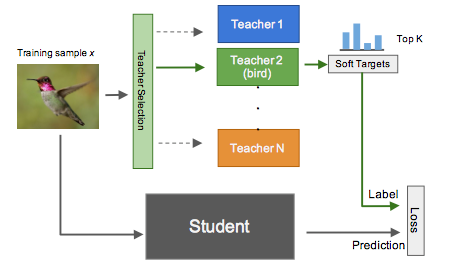 Training sample x
Teacher Selection
Teacher 1
Teacher 2
(bird)
Teacher N
Top K
Soft Targets
Student
Label
Prediction
Loss